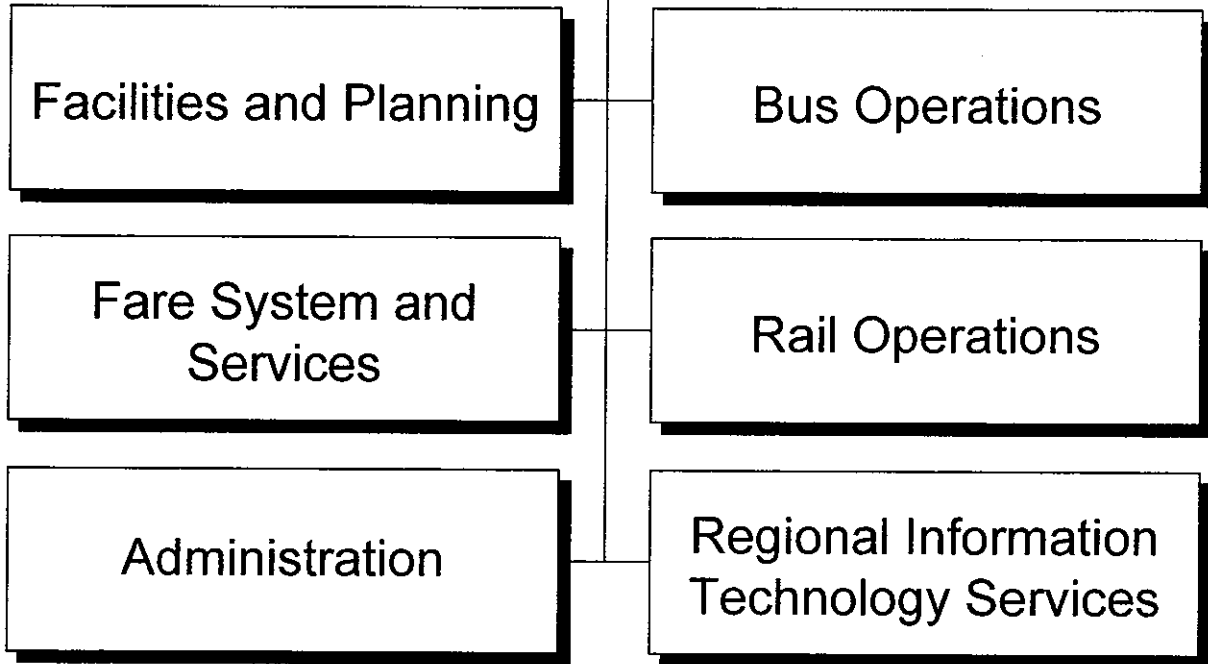 Facilities and Planning
Bus Operations
Fare System and
Services
Rail Operations
Administration
Regional Information
Technology Services